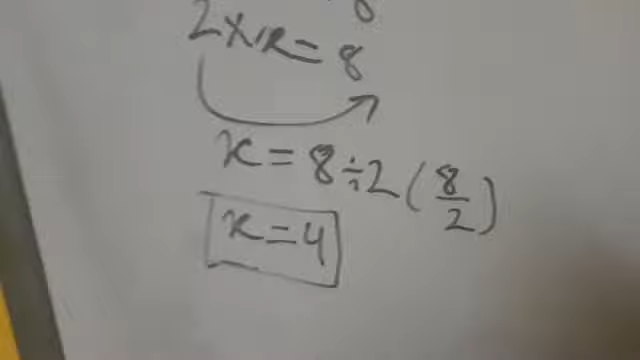 2 × x = 8
x = 8 ÷ 2 (8/2)
x = 4